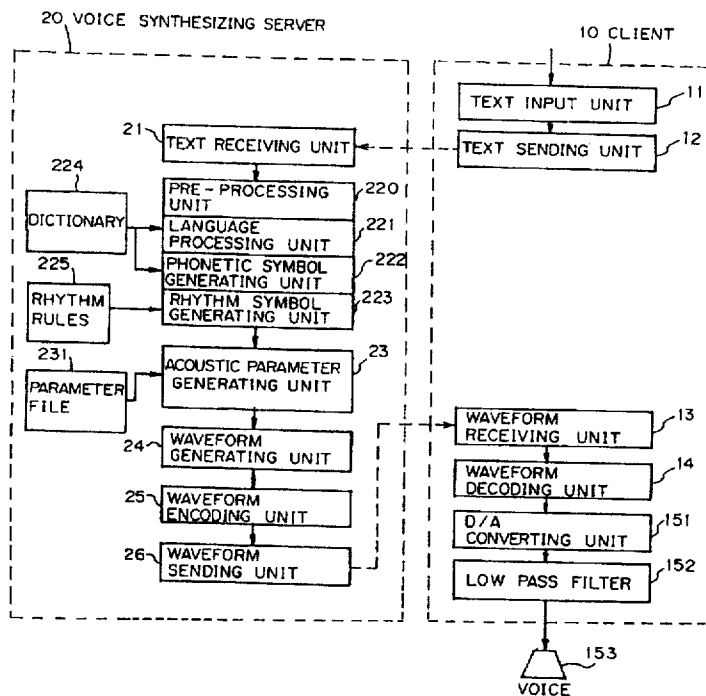 20 VOICE SYNTHESIZING SERVER
10 CLIENT
TEXT INPUT UNIT
11
TEXT SENDING UNIT
12
21
TEXT RECEIVING UNIT
224
DICTIONARY
PRE-PROCESSING
UNIT
220
LANGUAGE
PROCESSING UNIT
221
PHONETIC SYMBOL
GENERATING UNIT
222
225
RHYTHM
RULES
RHYTHM SYMBOL
GENERATING UNIT
223
231
PARAMETER
FILE
ACOUSTIC PARAMETER
GENERATING UNIT
23
24
WAVEFORM
GENERATING UNIT
25
WAVEFORM
ENCODING UNIT
26
WAVEFORM
SENDING UNIT
WAVEFORM
RECEIVING UNIT
13
WAVEFORM
DECODING UNIT
14
D/A
CONVERTING UNIT
151
LOW PASS FILTER
152
153
VOICE